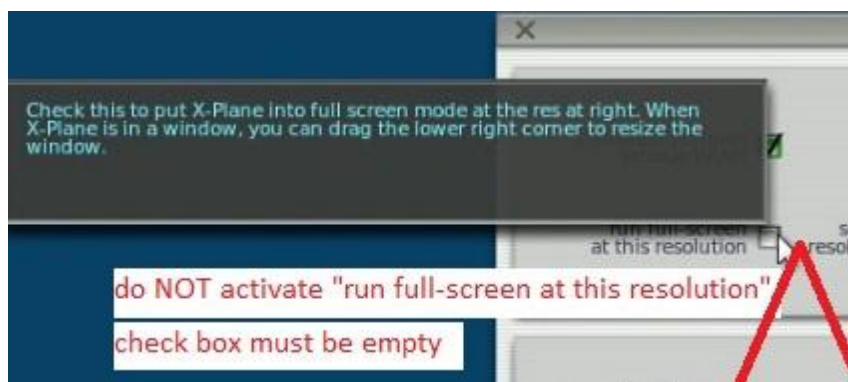 Check this to put X-Plane into full screen mode at the res at right. When
X-Plane is in a window, you can drag the lower right corner to resize the
window.
run full-screen
at this resolution
do NOT activate "run full-screen at this resolution"
check box must be empty